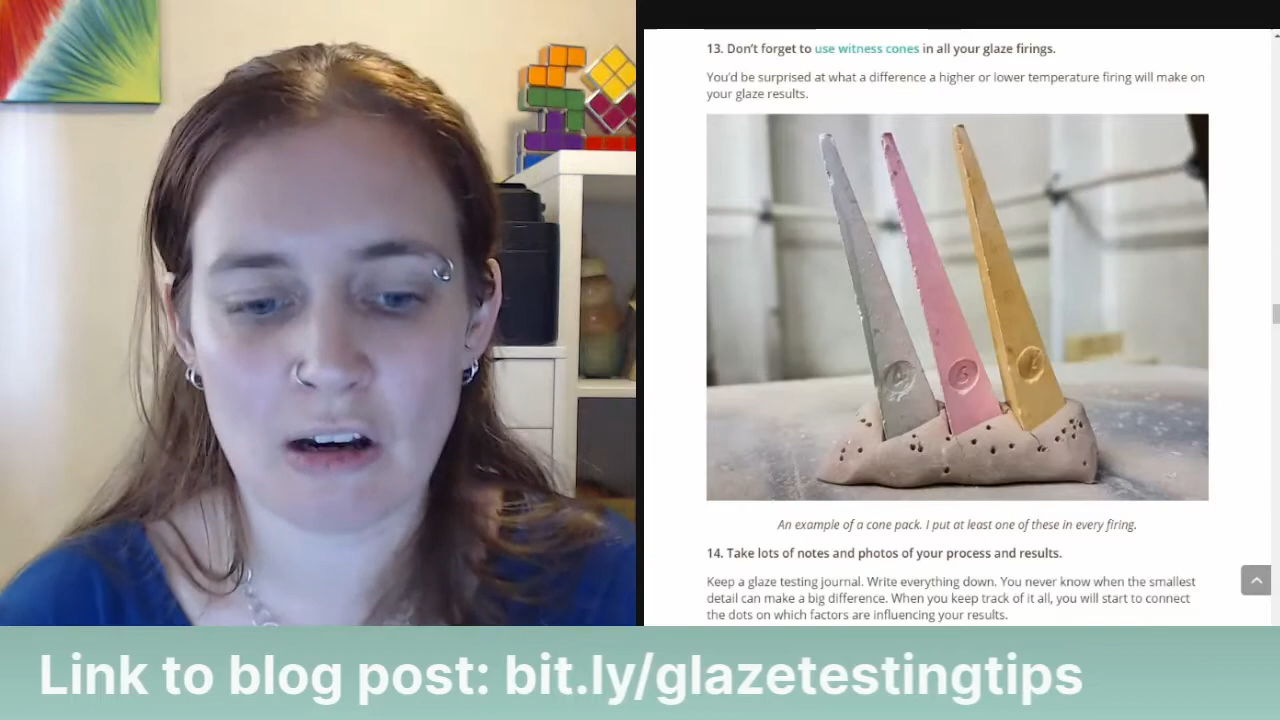 13. Don't forget to use witness cones in all your glaze firings.
You'd be surprised at what a difference a higher or lower temperature firing will make on
your glaze results.
6
An example of a cone pack. I put at least one of these in every firing.
14. Take lots of notes and photos of your process and results.
Keep a glaze testing journal. Write everything down. You never know when the smallest
detail can make a big difference. When you keep track of it all, you will start to connect
the dots on which factors are influencing your results.
Link to blog post: bit.ly/glazetestingtips